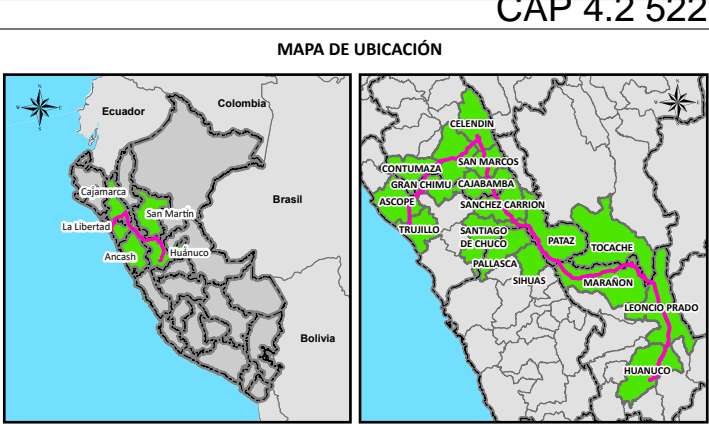 CAP 4.2 522
MAPA DE UBICACIÓN
N
W
E
S
Ecuador
Colombia
Cajamarca
San Martín
La Libertad
Huánuco
Ancash
Brasil
Bolivia
N
W
E
S
CELENDIN
SAN MARCOS
CONTUMAZA
GRAN CHIMU
CAJABAMBA
ASCOPE
SANCHEZ CARRION
TRUJILLO
SANTIAGO
DE CHUCO
PATAZ
TOCACHE
PALLASCA
SIHUAS
MARAÑON
LEONCIO PRADO
HUANUCO